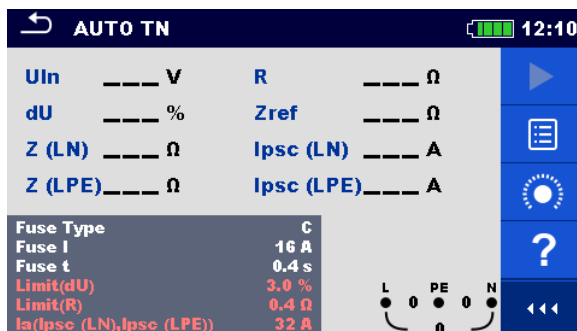 AUTO TN 12:10
Uln ___ V R ___ Ω
dU ___ % Zref ___ Ω
Z (LN) ___ Ω Ipsc (LN) ___ A
Z (LPE)___ Ω Ipsc (LPE)___ A
Fuse Type C
Fuse I 16 A
Fuse t 0.4 s
Limit(dU) 3.0 %
Limit(R) 0.4 Ω
Ia(Ipsc (LN),Ipsc (LPE)) 32 A
L PE N
0 0
0
?